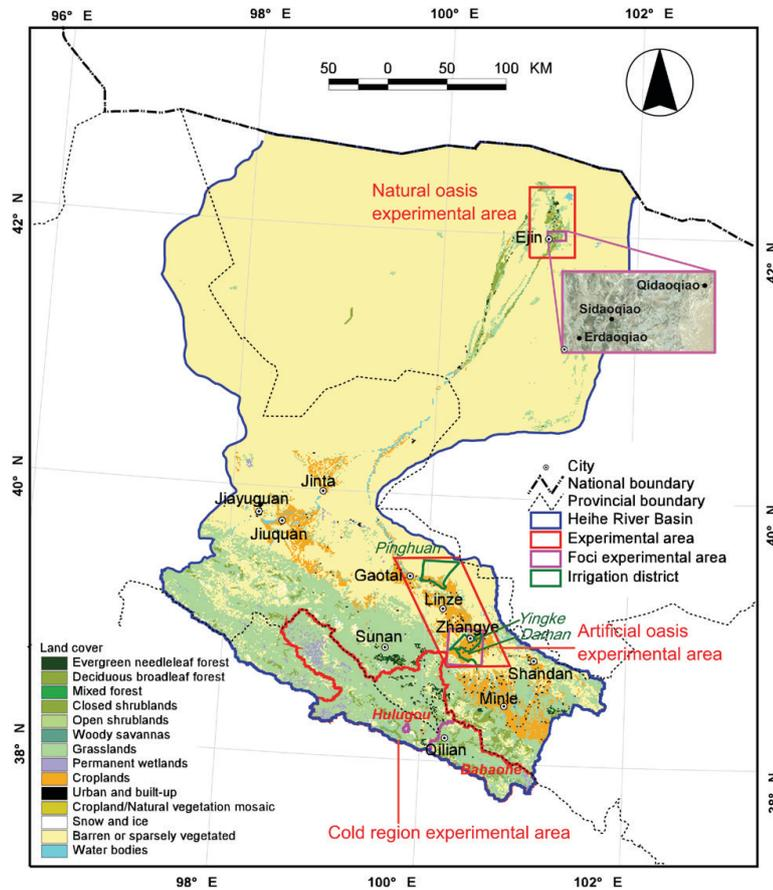 96° E 98° E 100° E 102° E
50 0 50 100 KM
42° N
42° N
Natural oasis
experimental area
Ejin
Qidaoqiao
Sidaoqiao
Erdaoqiao
40° N
40° N
City
National boundary
Provincial boundary
Heihe River Basin
Experimental area
Foci experimental area
Irrigation district
Jinta
Jiayuguan
Jiuquan
Pinghuan
Gaotai
Linze
Zhangye
Yingke
Daman
Artificial oasis
experimental area
Sunan
Shandan
Minle
Hulugou
Qilian
Babaohe
38° N
38° N
Cold region experimental area
Land cover
Evergreen needleleaf forest
Deciduous broadleaf forest
Mixed forest
Closed shrublands
Open shrublands
Woody savannas
Grasslands
Permanent wetlands
Croplands
Urban and built-up
Cropland/Natural vegetation mosaic
Snow and ice
Barren or sparsely vegetated
Water bodies
98° E 100° E 102° E